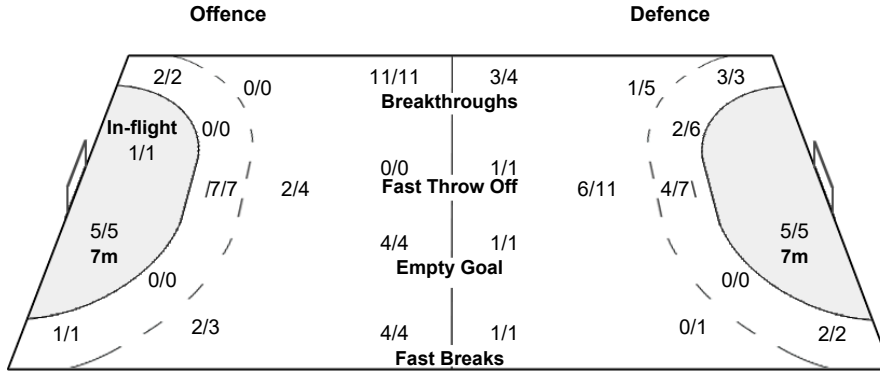 Offence Defence
2/2 0/0 11/11 3/4 1/5 3/3
Breakthroughs
In-flight 0/0 2/6
1/1
0/0 1/1
7/7 2/4 Fast Throw Off 6/11 4/7
5/5 4/4 1/1 5/5
7m Empty Goal 7m
0/0 0/0
1/1 2/3 4/4 1/1 0/1 2/2
Fast Breaks